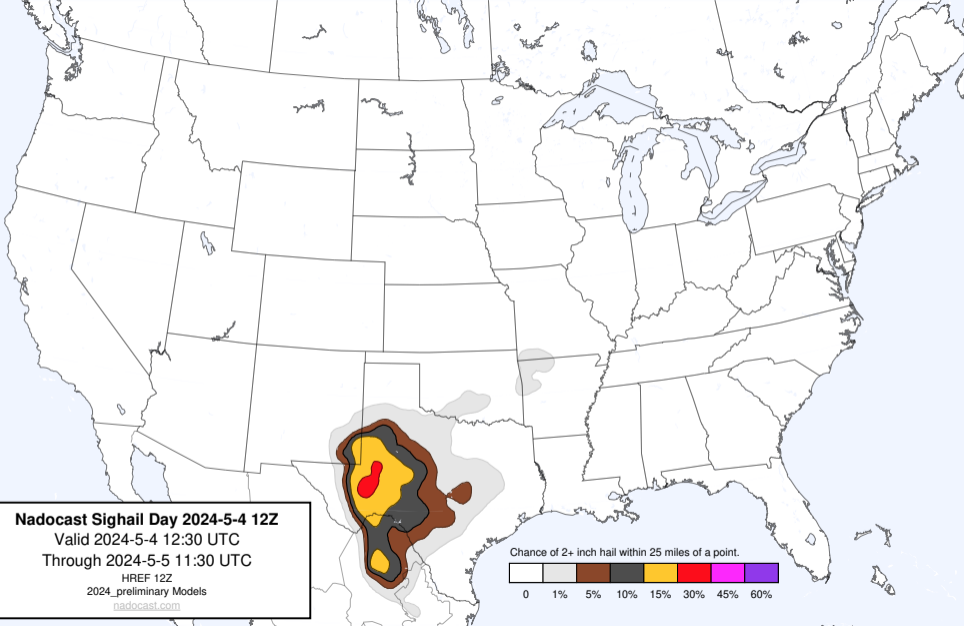 Nadocast Sighail Day 2024-5-4 12Z
Valid 2024-5-4 12:30 UTC
Through 2024-5-5 11:30 UTC
HREF 12Z
2024_preliminary Models
nadocast.com
Chance of 2+ inch hail within 25 miles of a point.
0 1% 5% 10% 15% 30% 45% 60%